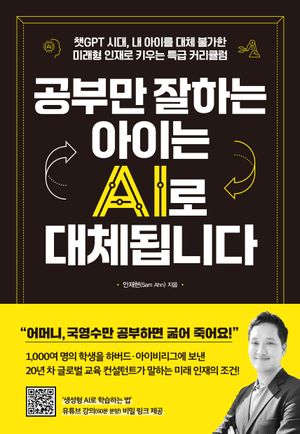 챗GPT 시대, 내 아이를 대체 불가한
미래형 인재로 키우는 특급 커리큘럼
AI
공부만 잘하는
아이는
AI로
대체됩니다
안재현(Sam Ahn) 지음
“어머니, 국영수만 공부하면 굶어 죽어요!”
1,000여 명의 학생을 하버드·아이비리그에 보낸
20년 차 글로벌 교육 컨설턴트가 말하는 미래 인재의 조건!
'생성형 AI로 학습하는 법'
유튜브 강의(60분 분량) 비밀 링크 제공